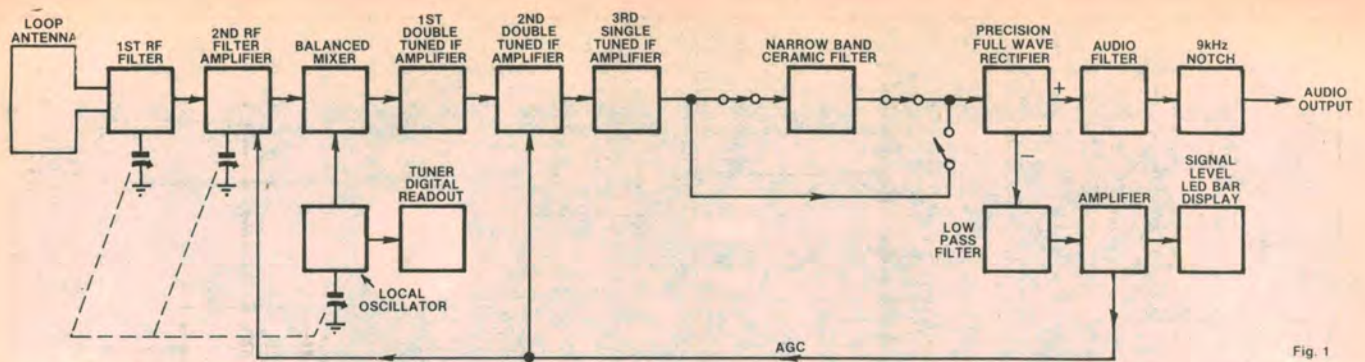 LOOP
ANTENNA
1ST RF
FILTER
2ND RF
FILTER
AMPLIFIER
BALANCED
MIXER
1ST
DOUBLE
TUNED IF
AMPLIFIER
2ND
DOUBLE
TUNED IF
AMPLIFIER
3RD
SINGLE
TUNED IF
AMPLIFIER
NARROW BAND
CERAMIC FILTER
PRECISION
FULL WAVE
RECTIFIER
AUDIO
FILTER
9kHz
NOTCH
AUDIO
OUTPUT
+
−
TUNER
DIGITAL
READOUT
LOCAL
OSCILLATOR
LOW
PASS
FILTER
AMPLIFIER
SIGNAL
LEVEL
LED BAR
DISPLAY
AGC
Fig. 1